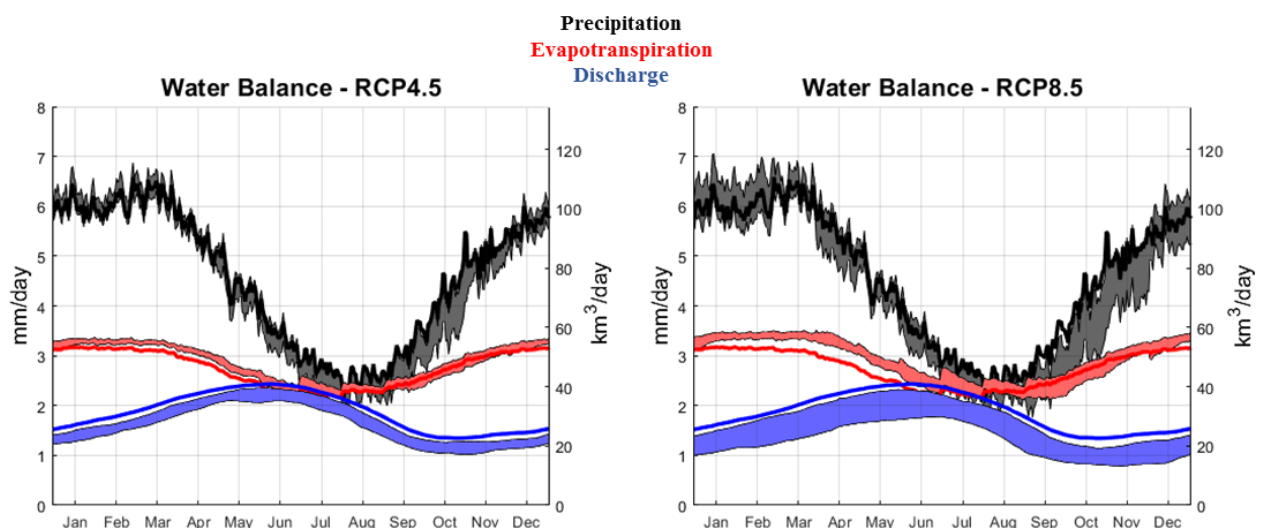 Precipitation
Evapotranspiration
Discharge
Water Balance - RCP4.5
8
7
6
5
4
3
2
1
0
mm/day
120
100
80
60
40
20
0
km³/day
Jan Feb Mar Apr May Jun Jul Aug Sep Oct Nov Dec
Water Balance - RCP8.5
8
7
6
5
4
3
2
1
0
mm/day
120
100
80
60
40
20
0
km³/day
Jan Feb Mar Apr May Jun Jul Aug Sep Oct Nov Dec